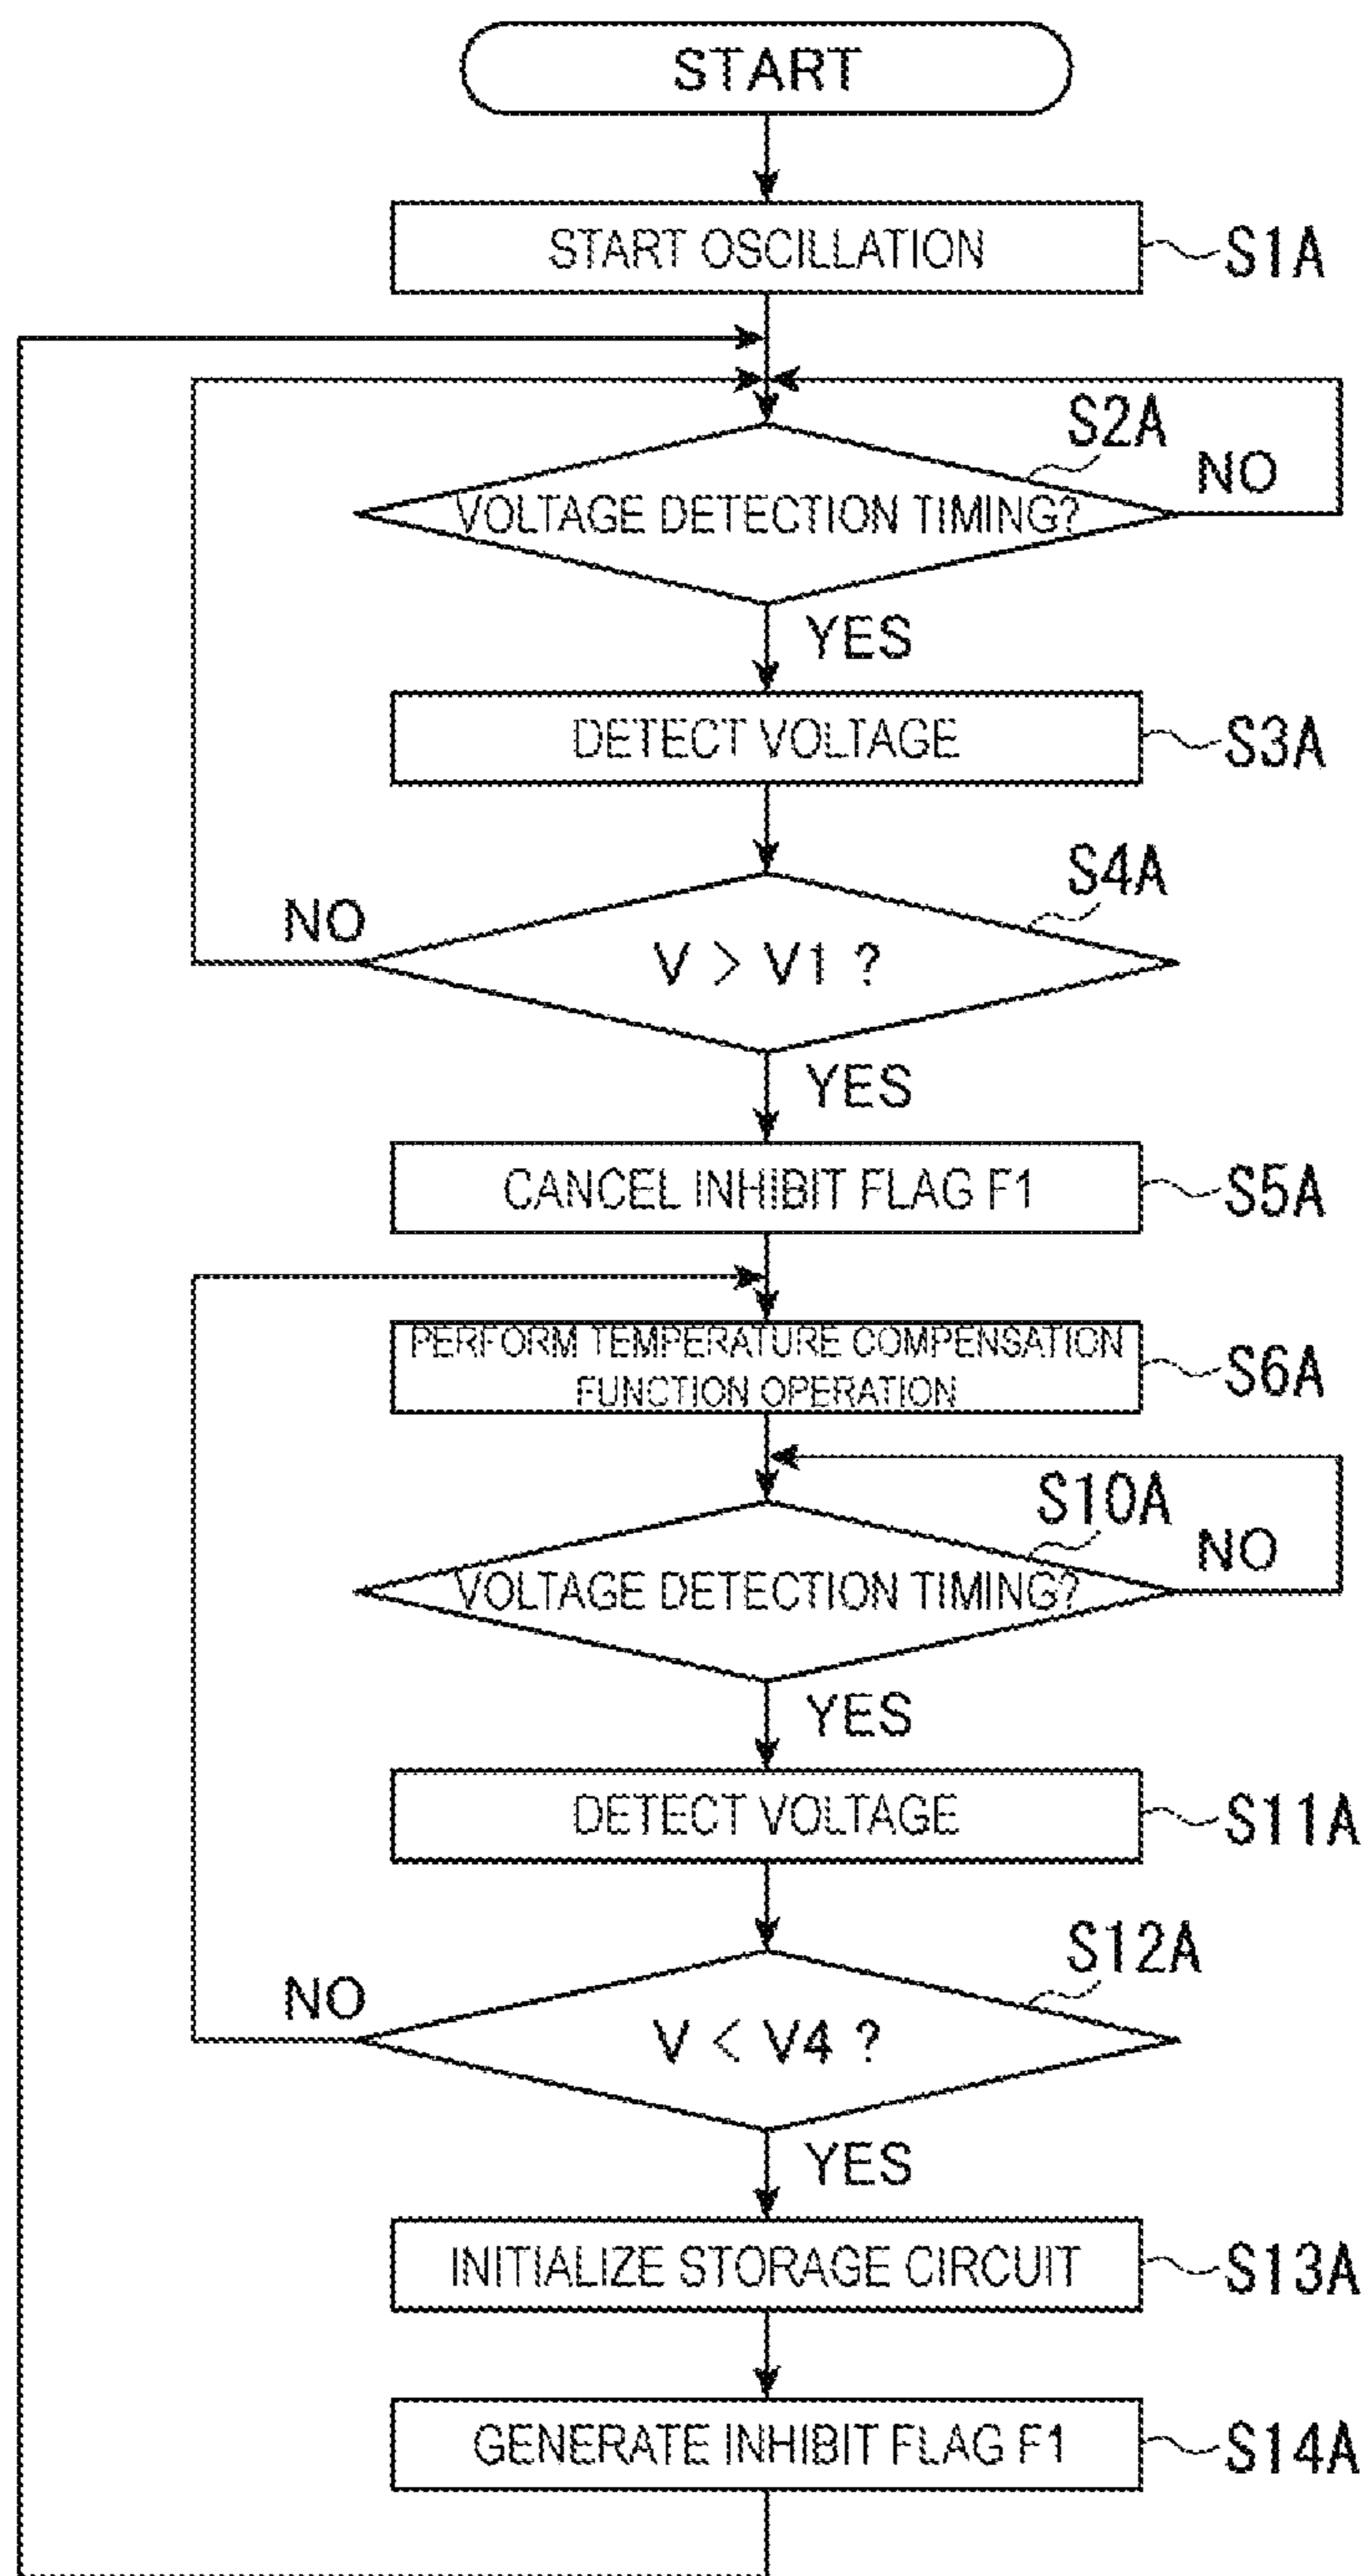 START
START OSCILLATION
S1A
S2A
VOLTAGE DETECTION TIMING?
NO
YES
DETECT VOLTAGE
S3A
S4A
NO
V > V1 ?
YES
CANCEL INHIBIT FLAG F1
S5A
PERFORM TEMPERATURE COMPENSATION
FUNCTION OPERATION
S6A
S10A
VOLTAGE DETECTION TIMING?
NO
YES
DETECT VOLTAGE
S11A
S12A
NO
V < V4 ?
YES
INITIALIZE STORAGE CIRCUIT
S13A
GENERATE INHIBIT FLAG F1
S14A